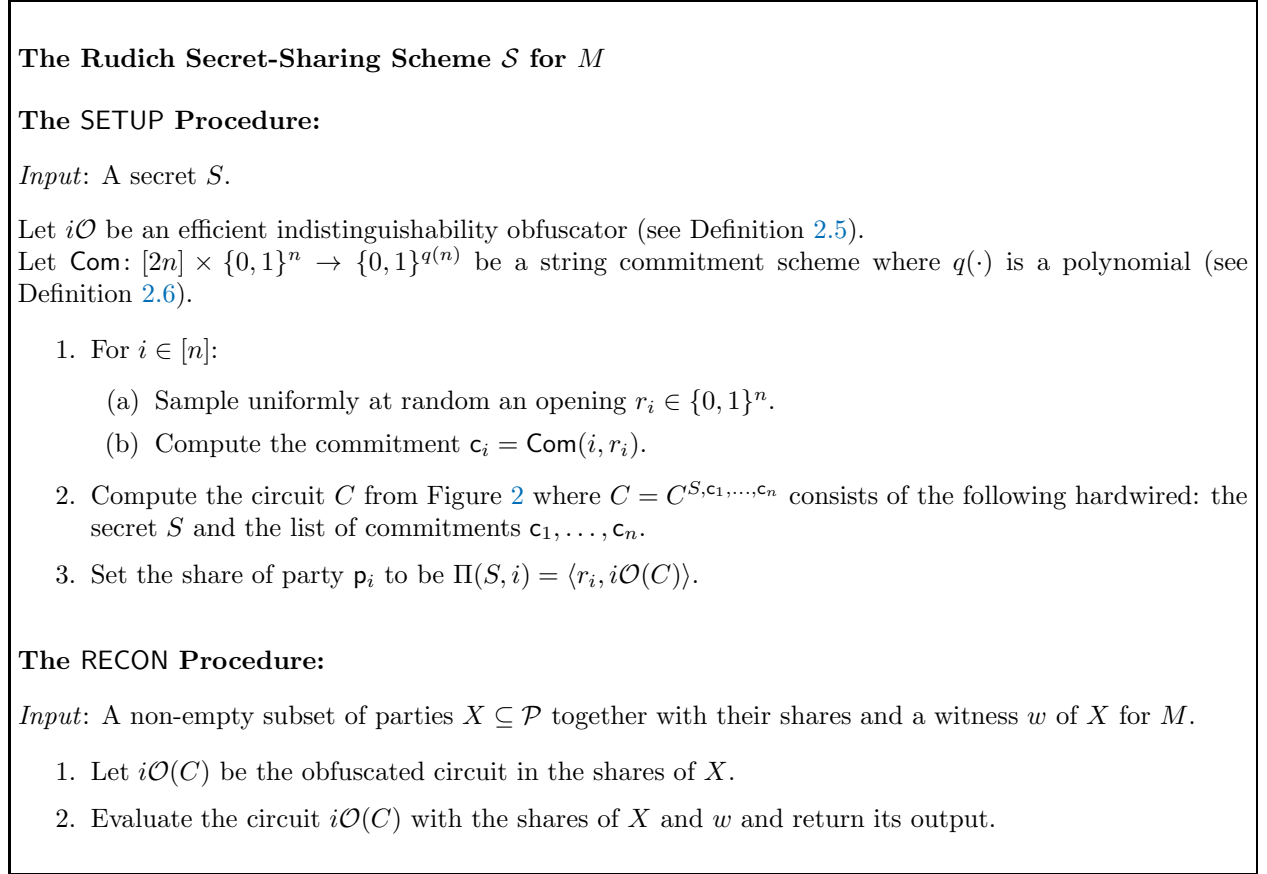 The Rudich Secret-Sharing Scheme 𝒮 for M
The SETUP Procedure:
Input: A secret S.
Let i𝒪 be an efficient indistinguishability obfuscator (see Definition 2.5).
Let Com: [2n] × {0, 1}^n → {0, 1}^{q(n)} be a string commitment scheme where q(·) is a polynomial (see
Definition 2.6).
1. For i ∈ [n]:
(a) Sample uniformly at random an opening r_i ∈ {0, 1}^n.
(b) Compute the commitment c_i = Com(i, r_i).
2. Compute the circuit C from Figure 2 where C = C^{S,c_1,...,c_n} consists of the following hardwired: the
secret S and the list of commitments c_1, . . . , c_n.
3. Set the share of party p_i to be Π(S, i) = ⟨r_i, i𝒪(C)⟩.
The RECON Procedure:
Input: A non-empty subset of parties X ⊆ 𝒫 together with their shares and a witness w of X for M.
1. Let i𝒪(C) be the obfuscated circuit in the shares of X.
2. Evaluate the circuit i𝒪(C) with the shares of X and w and return its output.